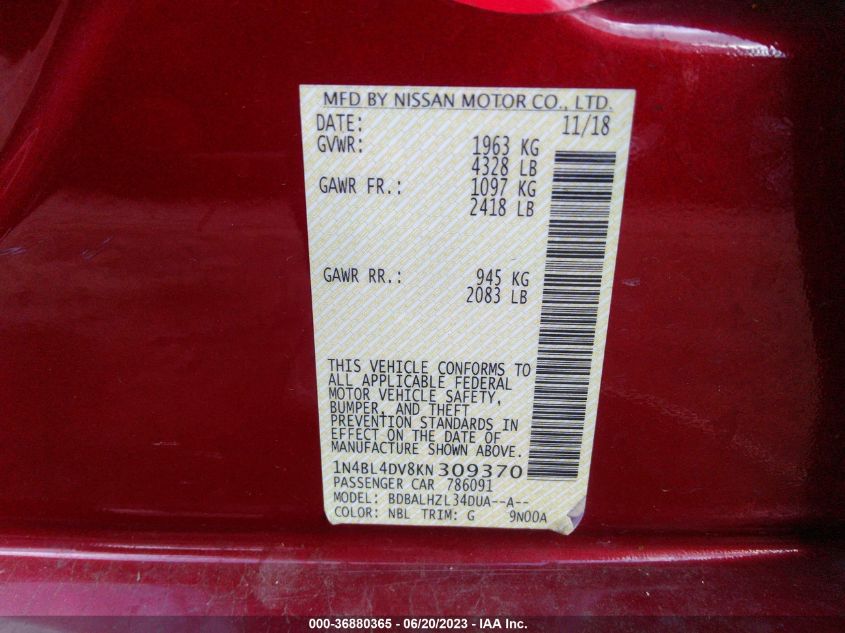 MFD BY NISSAN MOTOR CO., LTD.
DATE: 11/18
GVWR: 1963 KG
4328 LB
GAWR FR.: 1097 KG
2418 LB
GAWR RR.: 945 KG
2083 LB
THIS VEHICLE CONFORMS TO
ALL APPLICABLE FEDERAL
MOTOR VEHICLE SAFETY,
BUMPER, AND THEFT
PREVENTION STANDARDS IN
EFFECT ON THE DATE OF
MANUFACTURE SHOWN ABOVE.
1N4BL4DV8KN309370
PASSENGER CAR 786091
MODEL: BDBALHZL34DUA--A--
COLOR: NBL TRIM: G 9N00A
000-36880365 - 06/20/2023 - IAA Inc.